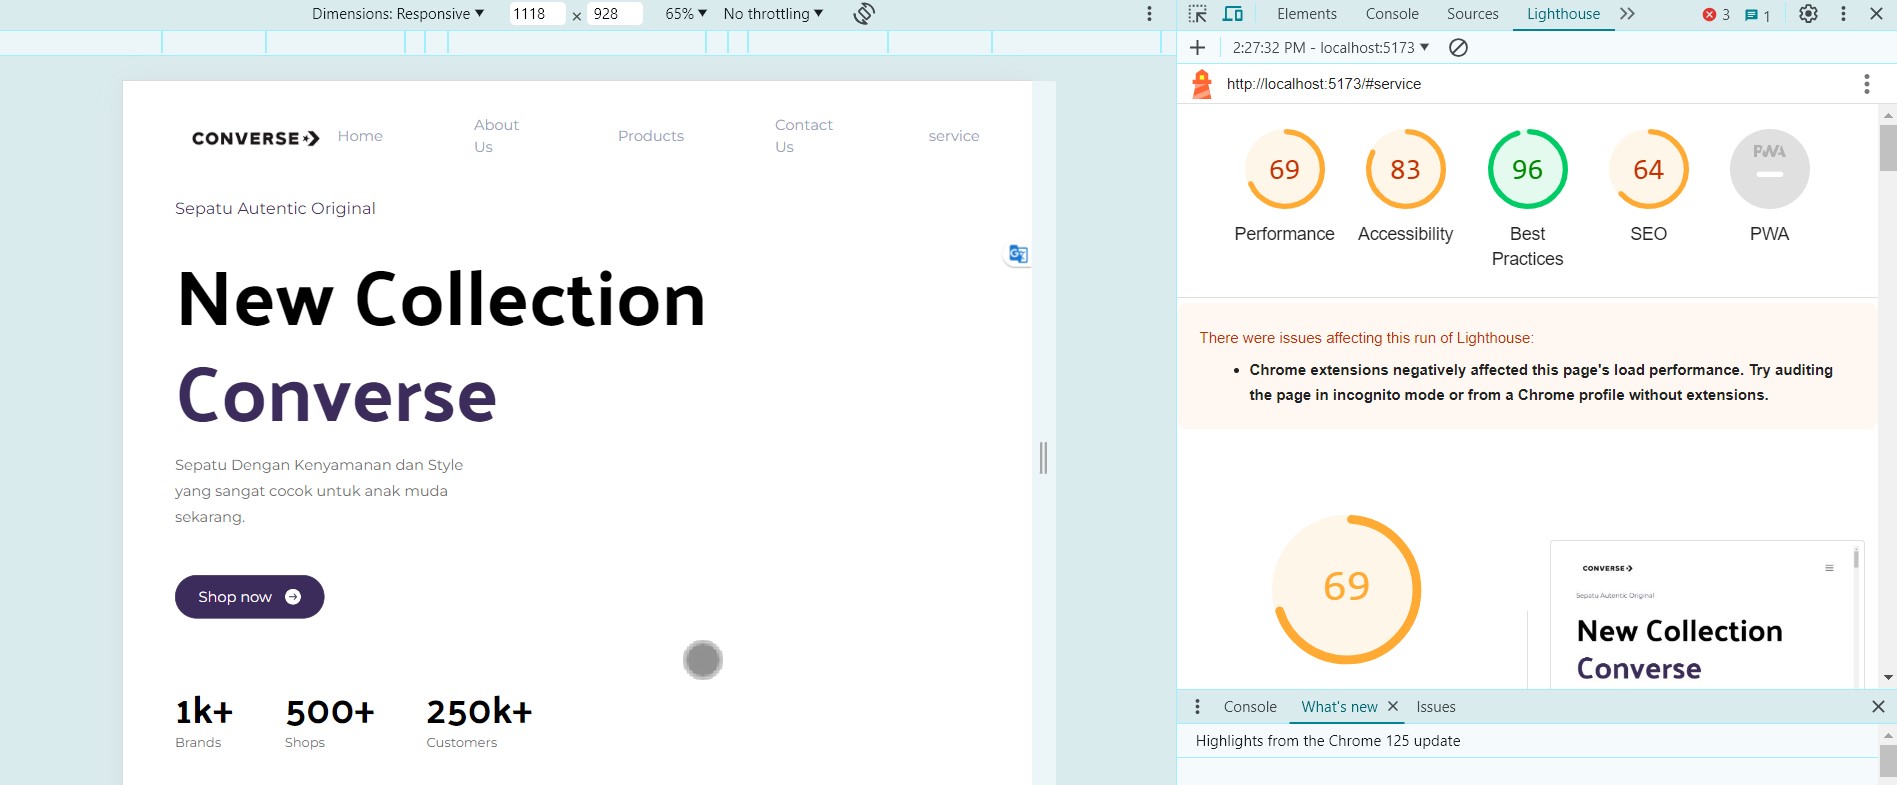 Dimensions: Responsive ▼ 1118 × 928 65% ▼ No throttling ▼
Elements Console Sources Lighthouse 3 1
2:27:32 PM - localhost:5173 ▼
http://localhost:5173/#service
CONVERSE Home About Us Products Contact Us service
Sepatu Autentic Original
New Collection
Converse
Sepatu Dengan Kenyamanan dan Style
yang sangat cocok untuk anak muda
sekarang.
Shop now
1k+ 500+ 250k+
Brands Shops Customers
69 83 96 64 PWA
Performance Accessibility Best Practices SEO PWA
There were issues affecting this run of Lighthouse:
• Chrome extensions negatively affected this page's load performance. Try auditing
the page in incognito mode or from a Chrome profile without extensions.
69
CONVERSE
Sepatu Autentic Original
New Collection
Converse
Console What's new Issues
Highlights from the Chrome 125 update